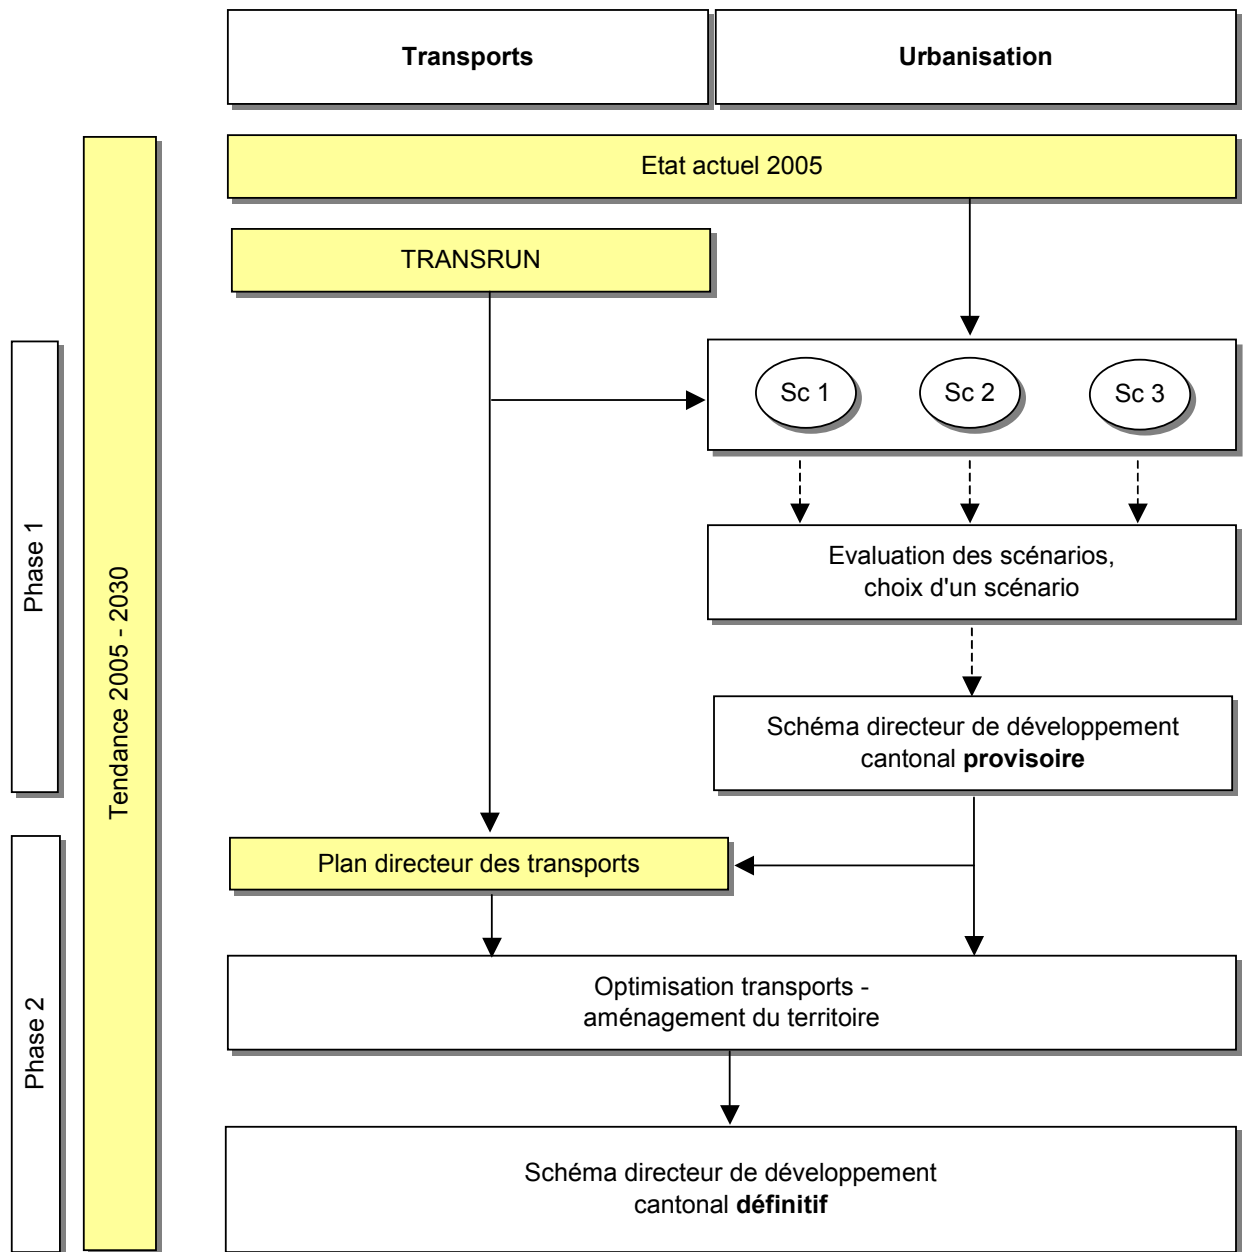 Transports
Urbanisation
Etat actuel 2005
TRANSRUN
Sc 1
Sc 2
Sc 3
Evaluation des scénarios,
choix d'un scénario
Phase 1
Tendance 2005 - 2030
Schéma directeur de développement
cantonal provisoire
Plan directeur des transports
Optimisation transports -
aménagement du territoire
Phase 2
Schéma directeur de développement
cantonal définitif